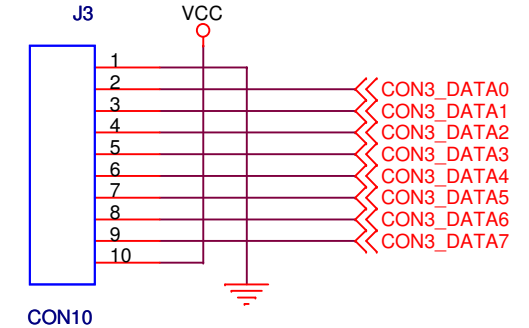 J3
VCC
1
2
CON3_DATA0
3
CON3_DATA1
4
CON3_DATA2
5
CON3_DATA3
6
CON3_DATA4
7
CON3_DATA5
8
CON3_DATA6
9
CON3_DATA7
10
CON10